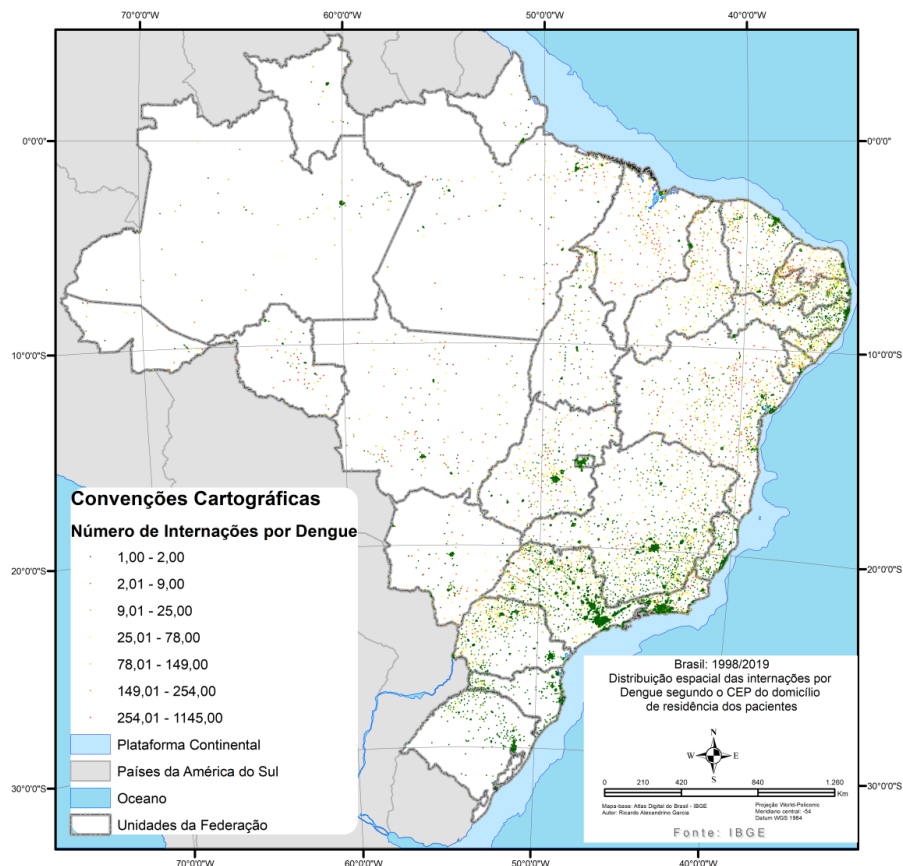 70°0'0"W 60°0'0"W 50°0'0"W 40°0'0"W
0°0'0" 0°0'0"
10°0'0"S 10°0'0"S
20°0'0"S 20°0'0"S
30°0'0"S 30°0'0"S
Convenções Cartográficas
Número de Internações por Dengue
1,00 - 2,00
2,01 - 9,00
9,01 - 25,00
25,01 - 78,00
78,01 - 149,00
149,01 - 254,00
254,01 - 1145,00
Plataforma Continental
Países da América do Sul
Oceano
Unidades da Federação
Brasil: 1998/2019
Distribuição espacial das internações por
Dengue segundo o CEP do domicílio
de residência dos pacientes
N
W E
S
0 210 420 840 1.260
Km
Mapa-base: Atlas Digital do Brasil - IBGE
Autor: Ricardo Alexandrino Garcia
Projeção World-Policonic
Meridiano central: -54
Datum WGS 1984
Fonte: IBGE
70°0'0"W 60°0'0"W 50°0'0"W 40°0'0"W